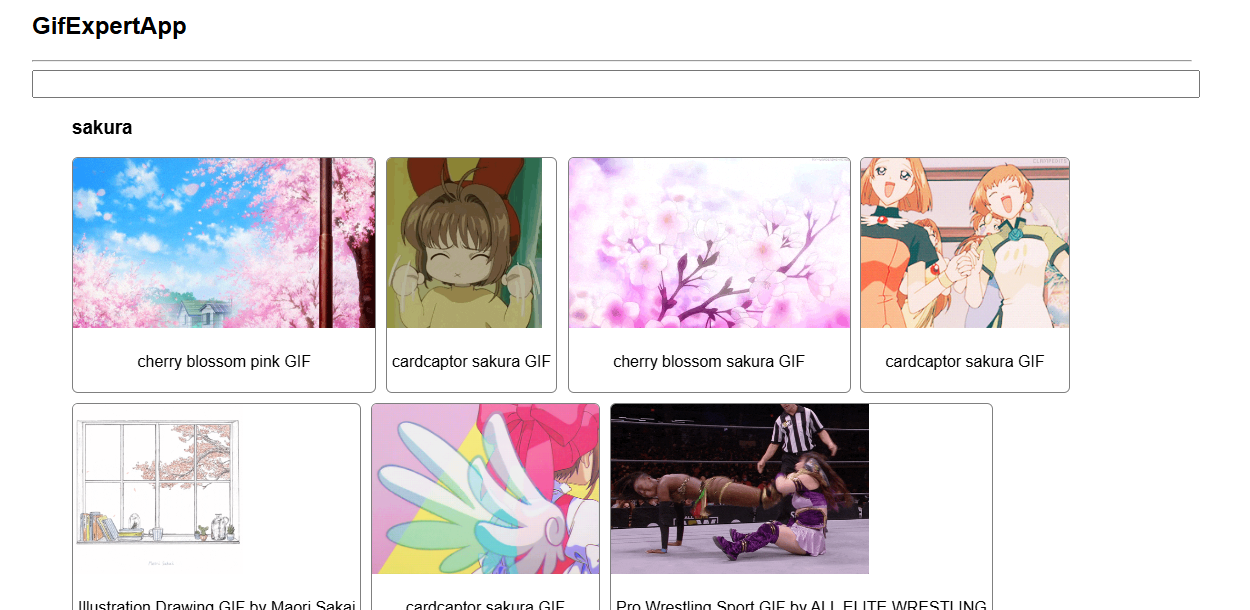 GifExpertApp
sakura
cherry blossom pink GIF
cardcaptor sakura GIF
cherry blossom sakura GIF
cardcaptor sakura GIF
Illustration Drawing GIF by Maori Sakai
cardcaptor sakura GIF
Pro Wrestling Sport GIF by ALL ELITE WRESTLING